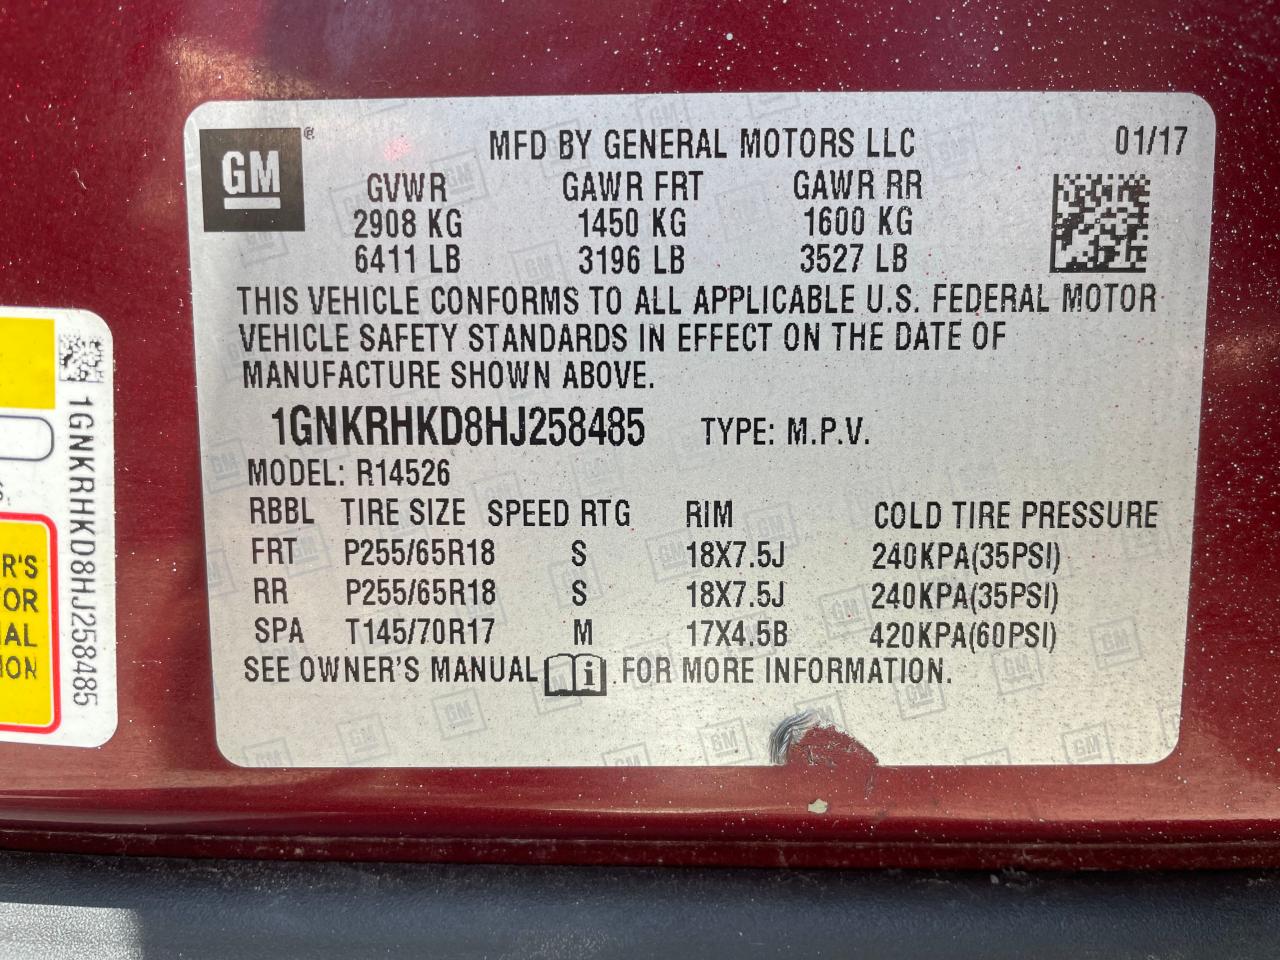 GM ®
MFD BY GENERAL MOTORS LLC 01/17
GVWR GAWR FRT GAWR RR
2908 KG 1450 KG 1600 KG
6411 LB 3196 LB 3527 LB
THIS VEHICLE CONFORMS TO ALL APPLICABLE U.S. FEDERAL MOTOR
VEHICLE SAFETY STANDARDS IN EFFECT ON THE DATE OF
MANUFACTURE SHOWN ABOVE.
1GNKRHKD8HJ258485 TYPE: M.P.V.
MODEL: R14526
RBBL TIRE SIZE SPEED RTG RIM COLD TIRE PRESSURE
FRT P255/65R18 S 18X7.5J 240KPA(35PSI)
RR P255/65R18 S 18X7.5J 240KPA(35PSI)
SPA T145/70R17 M 17X4.5B 420KPA(60PSI)
SEE OWNER'S MANUAL FOR MORE INFORMATION.
1GNKRHKD8HJ258485
R'S
FOR
IAL
ION